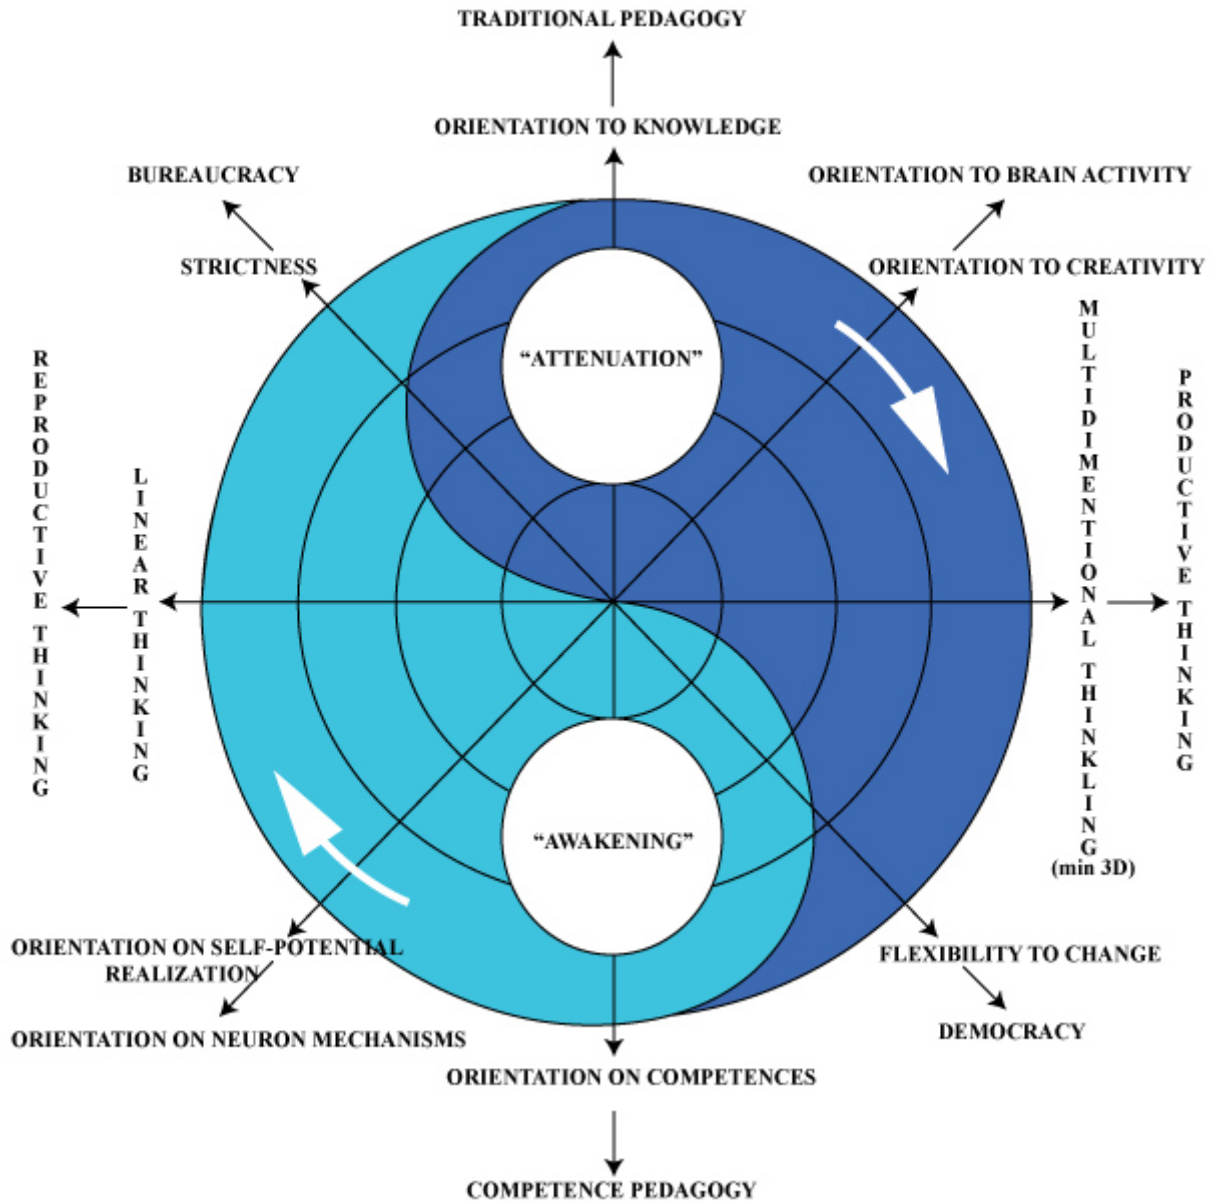 TRADITIONAL PEDAGOGY
ORIENTATION TO KNOWLEDGE
BUREAUCRACY
ORIENTATION TO BRAIN ACTIVITY
STRICTNESS
ORIENTATION TO CREATIVITY
“ATTENUATION”
REPRODUCTIVE THINKING
LINEAR THINKING
MULTIDIMENTIONAL THINKLING
(min 3D)
PRODUCTIVE THINKING
“AWAKENING”
ORIENTATION ON SELF-POTENTIAL
REALIZATION
FLEXIBILITY TO CHANGE
ORIENTATION ON NEURON MECHANISMS
DEMOCRACY
ORIENTATION ON COMPETENCES
COMPETENCE PEDAGOGY